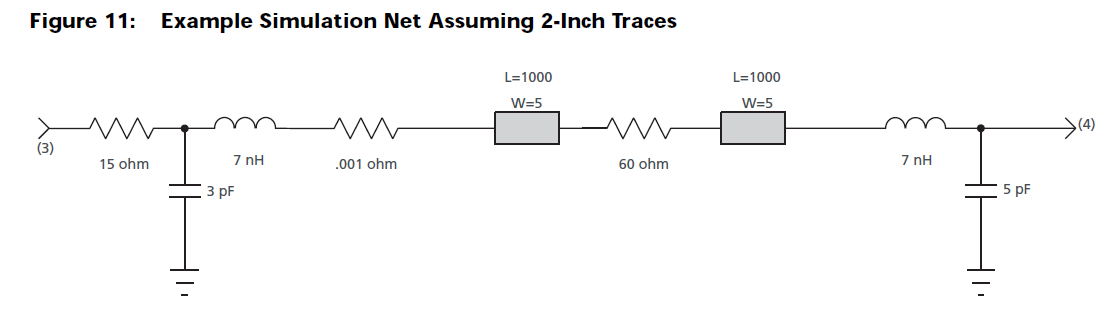 Figure 11: Example Simulation Net Assuming 2-Inch Traces
L=1000
W=5
L=1000
W=5
(3)
15 ohm
3 pF
7 nH
.001 ohm
60 ohm
7 nH
5 pF
(4)